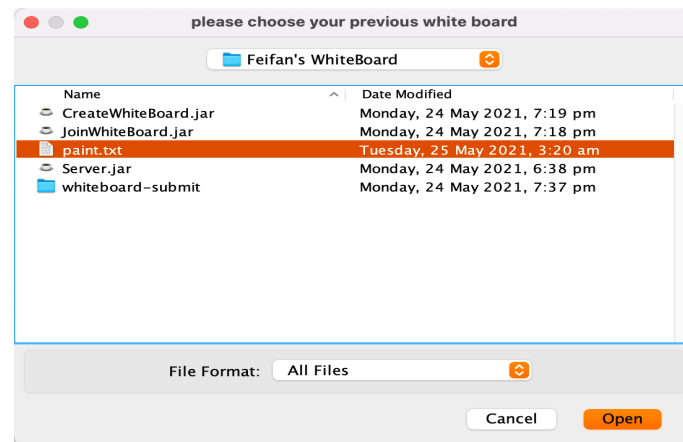 please choose your previous white board
Feifan's WhiteBoard
Name Date Modified
CreateWhiteBoard.jar Monday, 24 May 2021, 7:19 pm
JoinWhiteBoard.jar Monday, 24 May 2021, 7:18 pm
paint.txt Tuesday, 25 May 2021, 3:20 am
Server.jar Monday, 24 May 2021, 6:38 pm
whiteboard-submit Monday, 24 May 2021, 7:37 pm
File Format: All Files
Cancel Open